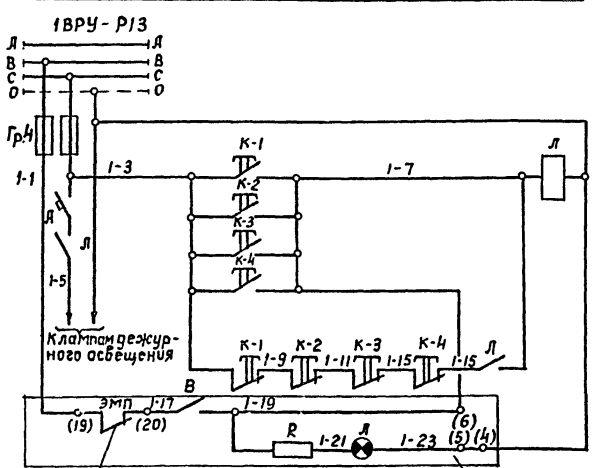 1ВРУ-Р13
А А
В В
С С
О О
Гр.4
К-1
Л
1-3
1-7
1-1
К-2
А
Л
К-3
К-4
1-5
К лампам дежур-
ного освещения
К-1 К-2 К-3 К-4 Л
1-9 1-11 1-15 1-15
ЭМП 1-17 В 1-19
(19) (20) (6)
R 1-21 Л 1-23 (5) (4)